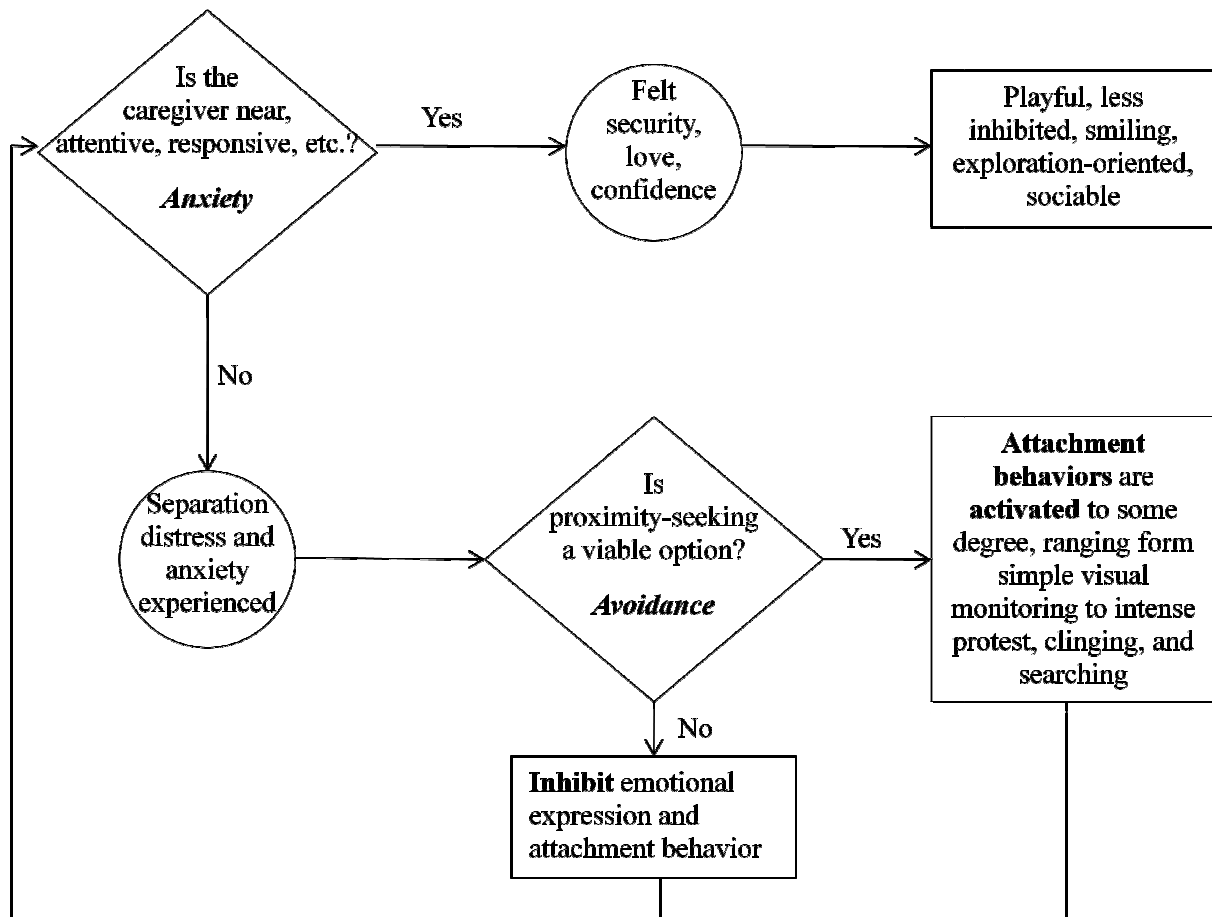 Is the
caregiver near,
attentive, responsive, etc.?
Anxiety
Yes
Felt
security,
love,
confidence
Playful, less
inhibited, smiling,
exploration-oriented,
sociable
No
Separation
distress and
anxiety
experienced
Is
proximity-seeking
a viable option?
Avoidance
Yes
Attachment
behaviors are
activated to some
degree, ranging form
simple visual
monitoring to intense
protest, clinging, and
searching
No
Inhibit emotional
expression and
attachment behavior